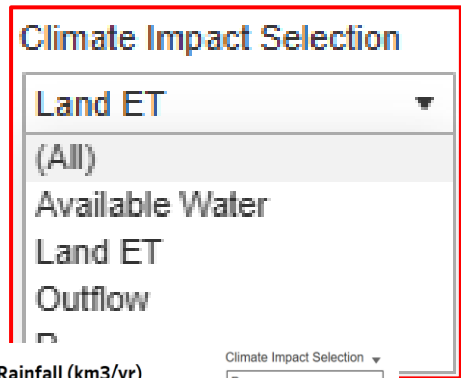 Climate Impact Selection
Land ET
(All)
Available Water
Land ET
Outflow
Rainfall (km3/yr)
Climate Impact Selection